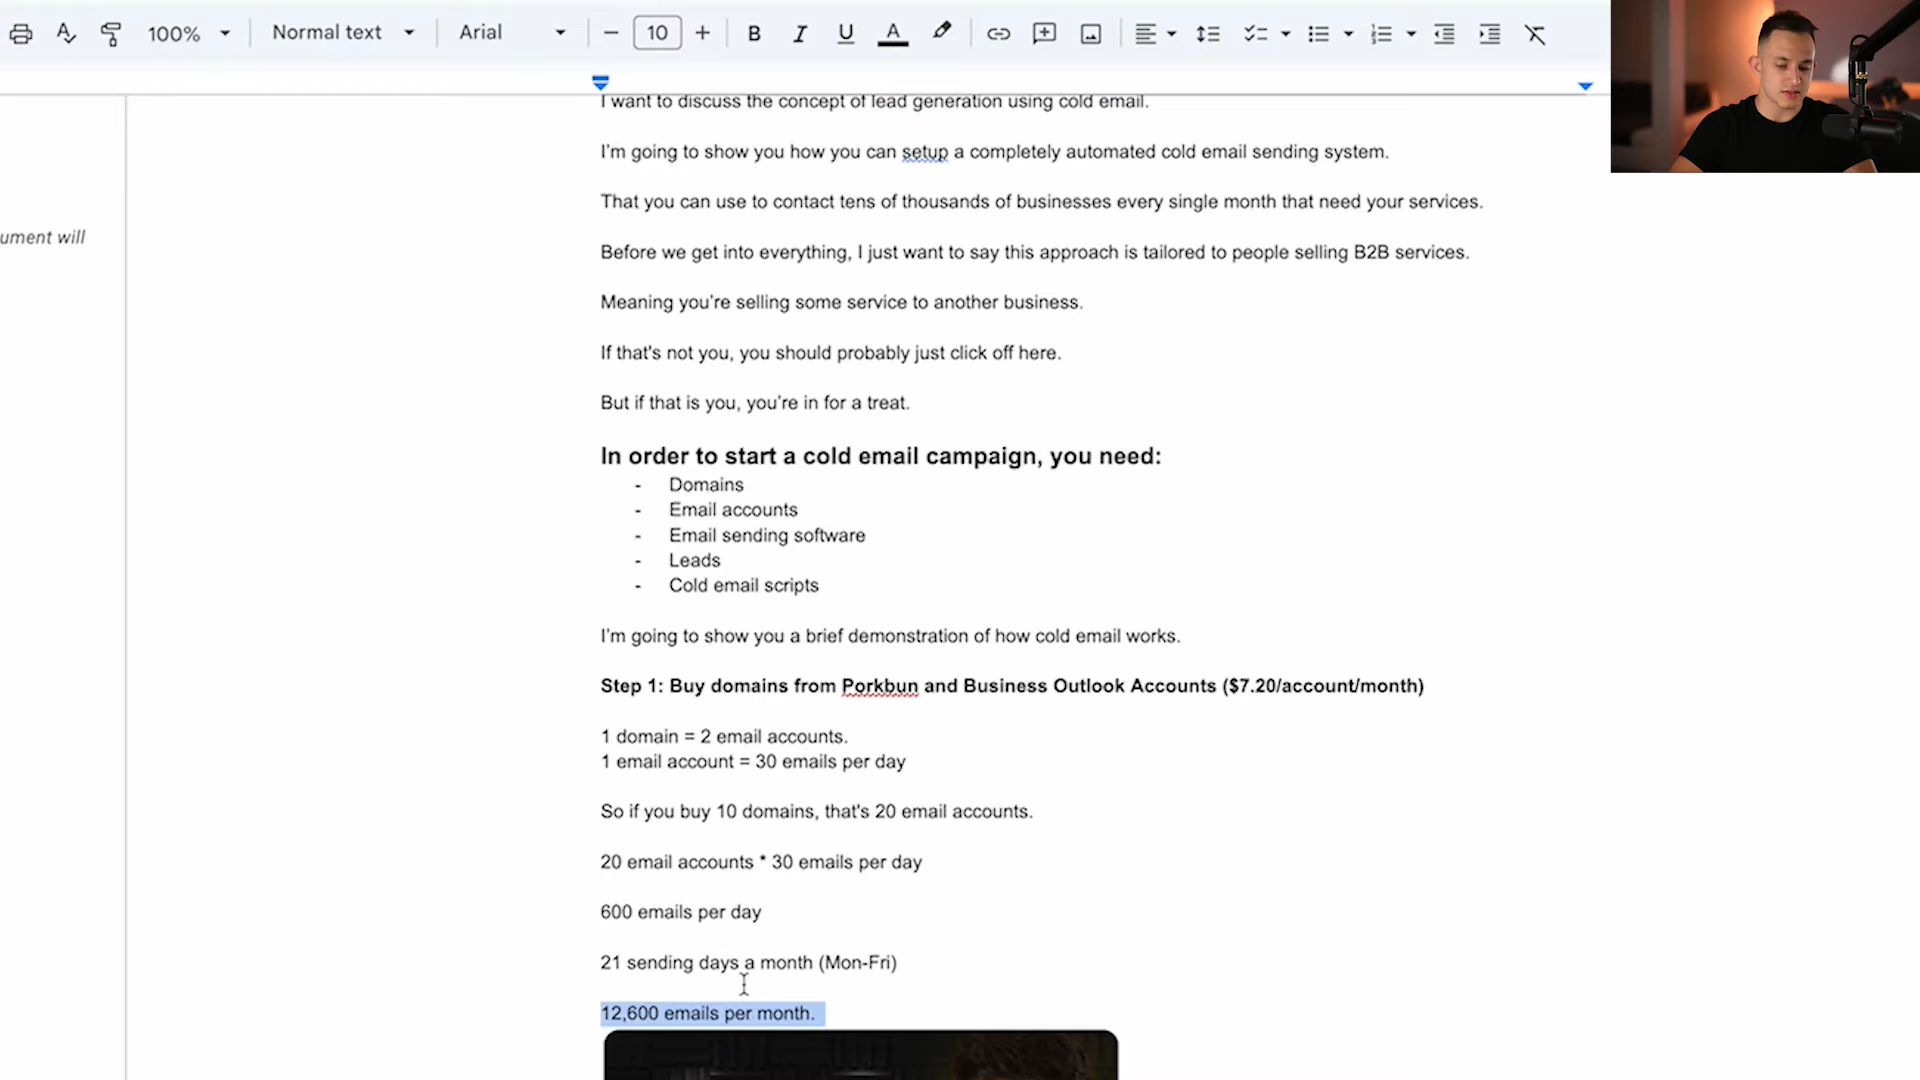 100%
Normal text
Arial
10
B
I
U
A
I want to discuss the concept of lead generation using cold email.
I'm going to show you how you can setup a completely automated cold email sending system.
That you can use to contact tens of thousands of businesses every single month that need your services.
ument will
Before we get into everything, I just want to say this approach is tailored to people selling B2B services.
Meaning you're selling some service to another business.
If that's not you, you should probably just click off here.
But if that is you, you're in for a treat.
In order to start a cold email campaign, you need:
- Domains
- Email accounts
- Email sending software
- Leads
- Cold email scripts
I'm going to show you a brief demonstration of how cold email works.
Step 1: Buy domains from Porkbun and Business Outlook Accounts ($7.20/account/month)
1 domain = 2 email accounts.
1 email account = 30 emails per day
So if you buy 10 domains, that's 20 email accounts.
20 email accounts * 30 emails per day
600 emails per day
21 sending days a month (Mon-Fri)
12,600 emails per month.